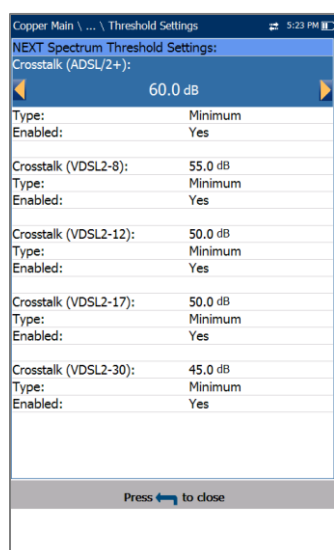 Copper Main \ ... \ Threshold Settings 5:23 PM
NEXT Spectrum Threshold Settings:
Crosstalk (ADSL/2+):
60.0 dB
Type: Minimum
Enabled: Yes
Crosstalk (VDSL2-8): 55.0 dB
Type: Minimum
Enabled: Yes
Crosstalk (VDSL2-12): 50.0 dB
Type: Minimum
Enabled: Yes
Crosstalk (VDSL2-17): 50.0 dB
Type: Minimum
Enabled: Yes
Crosstalk (VDSL2-30): 45.0 dB
Type: Minimum
Enabled: Yes
Press to close